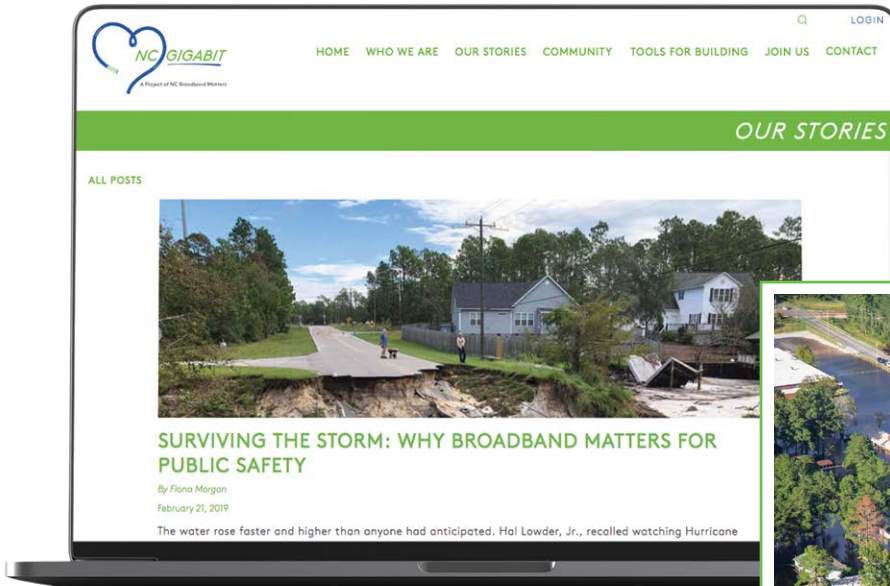 LOGIN
NC GIGABIT
A Project of NC Broadband Matters
HOME WHO WE ARE OUR STORIES COMMUNITY TOOLS FOR BUILDING JOIN US CONTACT
OUR STORIES
ALL POSTS
SURVIVING THE STORM: WHY BROADBAND MATTERS FOR
PUBLIC SAFETY
By Fiona Morgan
February 21, 2019
The water rose faster and higher than anyone had anticipated. Hal Lowder, Jr., recalled watching Hurricane